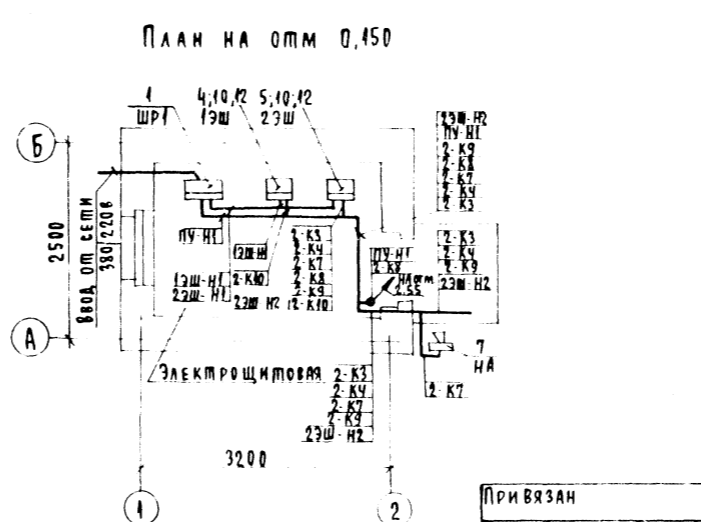 ПЛАН НА ОТМ 0,150
1 4;10,12 5;10;12
ШР1 1ЭШ 2ЭШ
Б
2500
ВВОД ОТ СЕТИ
380/220В
А
2ЭШ-Н2
ПУ-Н1
2-К9
2-К8
2-К7
2-К4
2-К3
ПУ-Н1
1ЭШ-Н1
2ЭШ-Н1
1ЭШ-Н1
2-К10
2ЭШ Н2
2-К3
2-К4
2-К7
2-К8
2-К9
12-К10
ПУ-Н1
2-К8
НА ОТМ
2.55
2-К3
2-К4
2-К9
2ЭШ-Н2
7
НА
2-К7
ЭЛЕКТРОЩИТОВАЯ
2-К3
2-К4
2-К7
2-К9
2ЭШ-Н2
3200
1
2
ПРИВЯЗАН